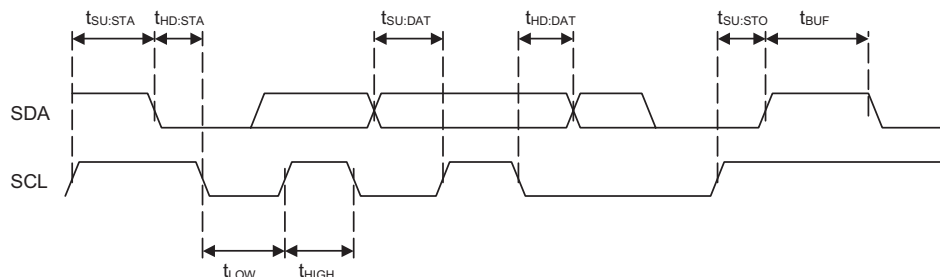 tSU:STA tHD:STA tSU:DAT tHD:DAT tSU:STO tBUF
SDA
SCL
tLOW tHIGH